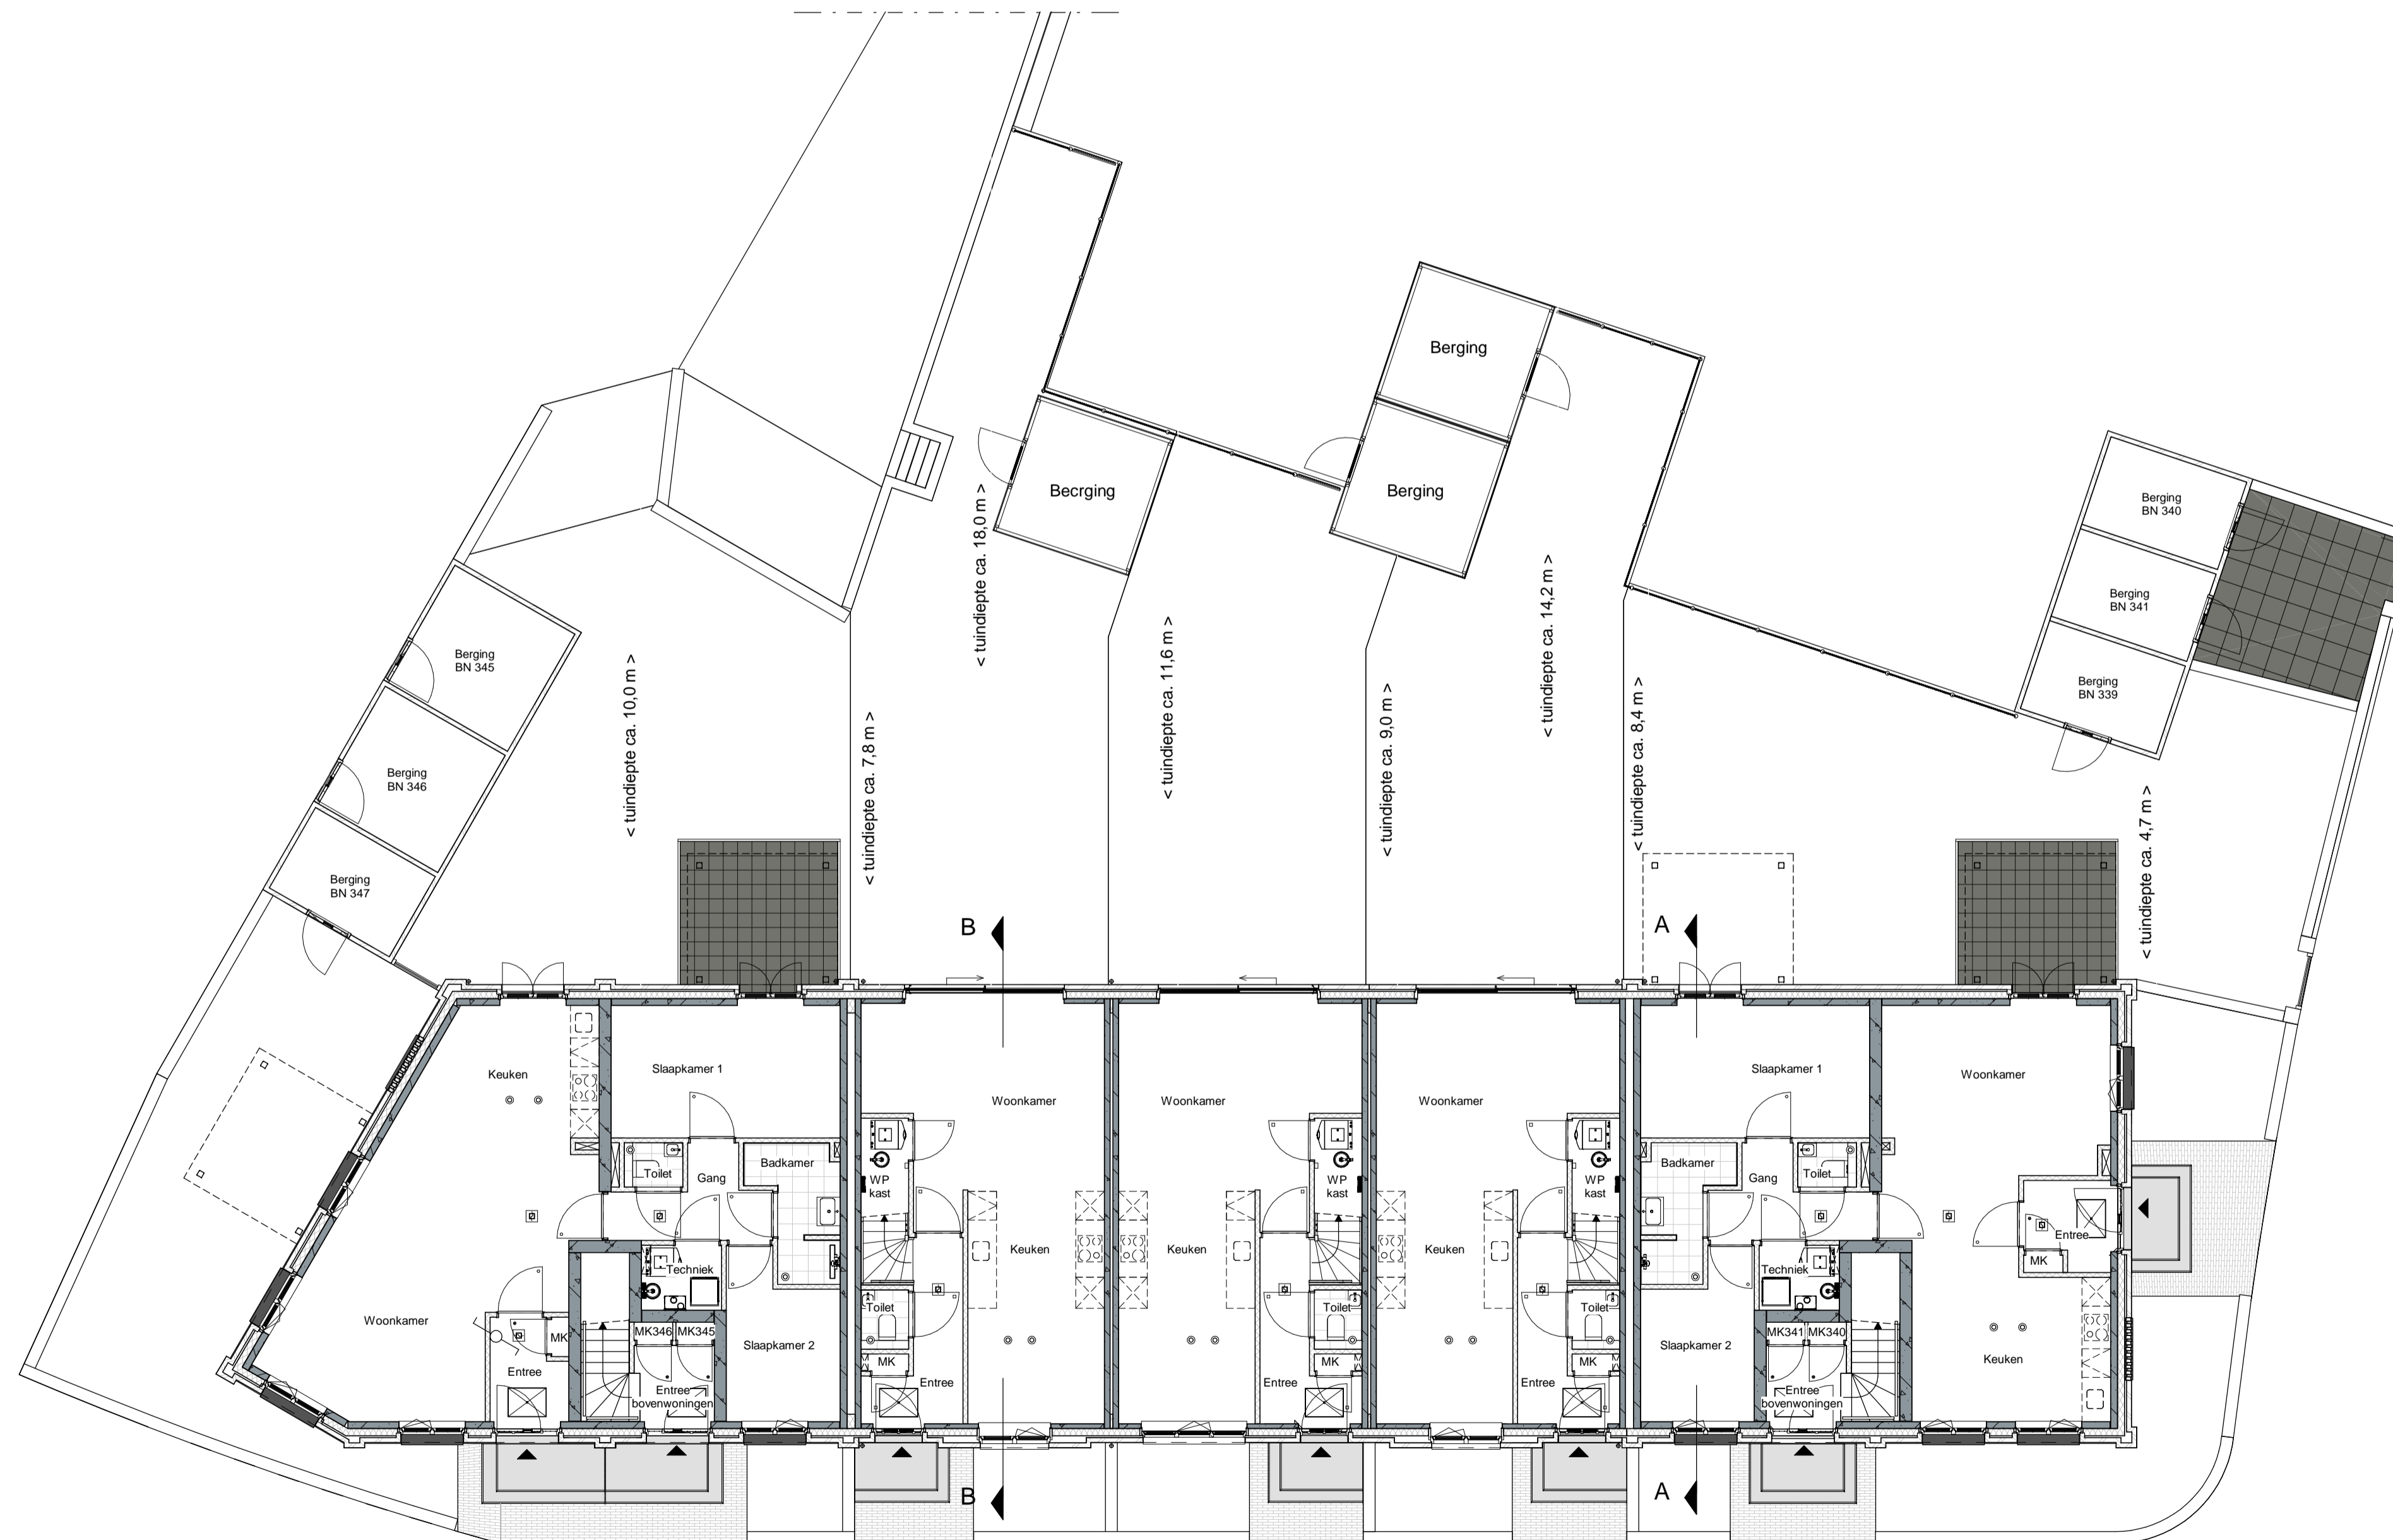 Berging
Becrging
Berging
Berging
BN 340
Berging
BN 341
Berging
BN 339
Berging
BN 345
Berging
BN 346
Berging
BN 347
< tuindiepte ca. 10,0 m >
< tuindiepte ca. 7,8 m >
< tuindiepte ca. 18,0 m >
< tuindiepte ca. 11,6 m >
< tuindiepte ca. 9,0 m >
< tuindiepte ca. 14,2 m >
< tuindiepte ca. 8,4 m >
< tuindiepte ca. 4,7 m >
B
A
Keuken
Slaapkamer 1
Toilet
Gang
Badkamer
Techniek
Woonkamer
MK
Entree
MK346
MK345
Entree
bovenwoningen
Slaapkamer 2
Woonkamer
WP
kast
Keuken
Toilet
MK
Entree
Woonkamer
WP
kast
Keuken
Toilet
MK
Entree
Woonkamer
WP
kast
Keuken
Toilet
MK
Entree
Slaapkamer 1
Badkamer
Gang
Toilet
Techniek
Slaapkamer 2
MK341
MK340
Entree
bovenwoningen
Woonkamer
Entree
MK
Keuken
B
A